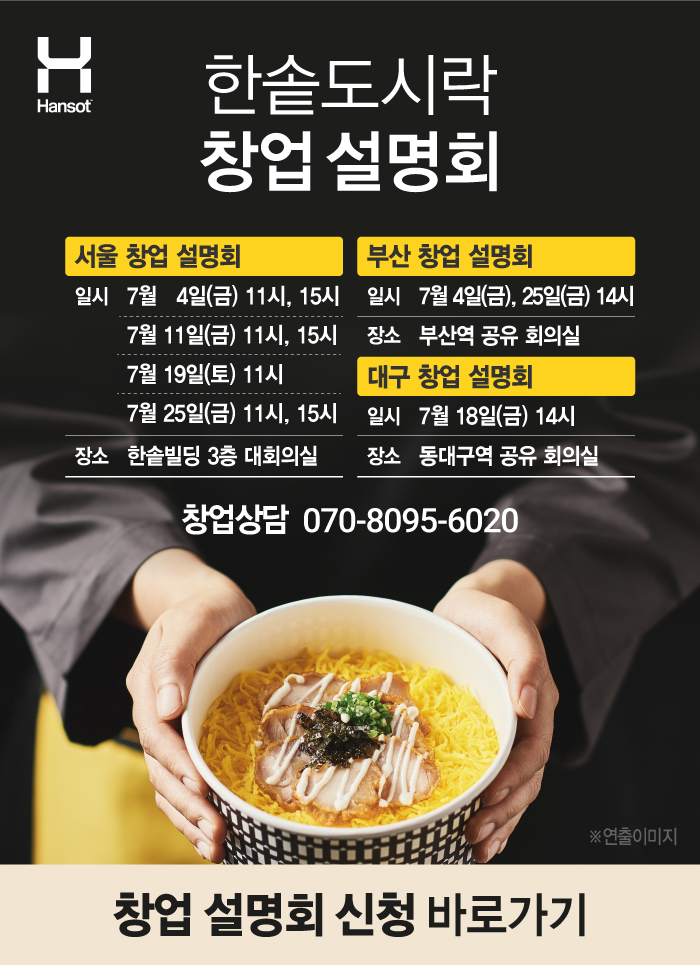 Hansot
한솥도시락
창업 설명회
서울 창업 설명회
일시 7월 4일(금) 11시, 15시
7월 11일(금) 11시, 15시
7월 19일(토) 11시
7월 25일(금) 11시, 15시
장소 한솥빌딩 3층 대회의실
부산 창업 설명회
일시 7월 4일(금), 25일(금) 14시
장소 부산역 공유 회의실
대구 창업 설명회
일시 7월 18일(금) 14시
장소 동대구역 공유 회의실
창업상담 070-8095-6020
※연출이미지
창업 설명회 신청 바로가기